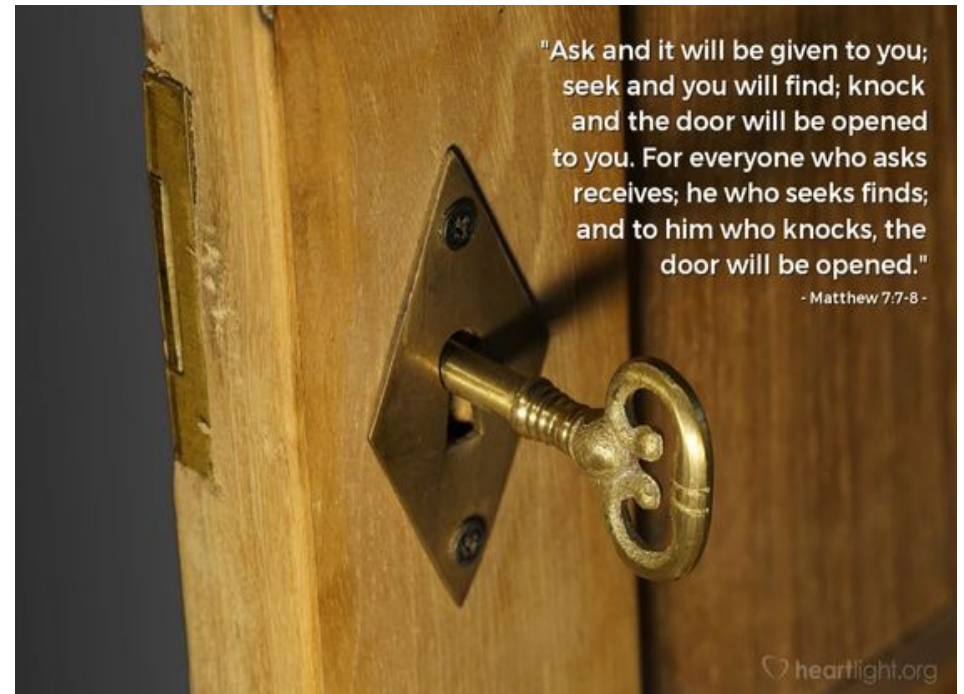 "Ask and it will be given to you;
seek and you will find; knock
and the door will be opened
to you. For everyone who asks
receives; he who seeks finds;
and to him who knocks, the
door will be opened."
- Matthew 7:7-8 -
heartlight.org